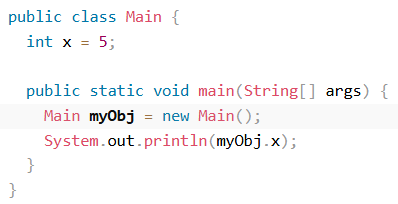 public class Main {
  int x = 5;

  public static void main(String[] args) {
    Main myObj = new Main();
    System.out.println(myObj.x);
  }
}